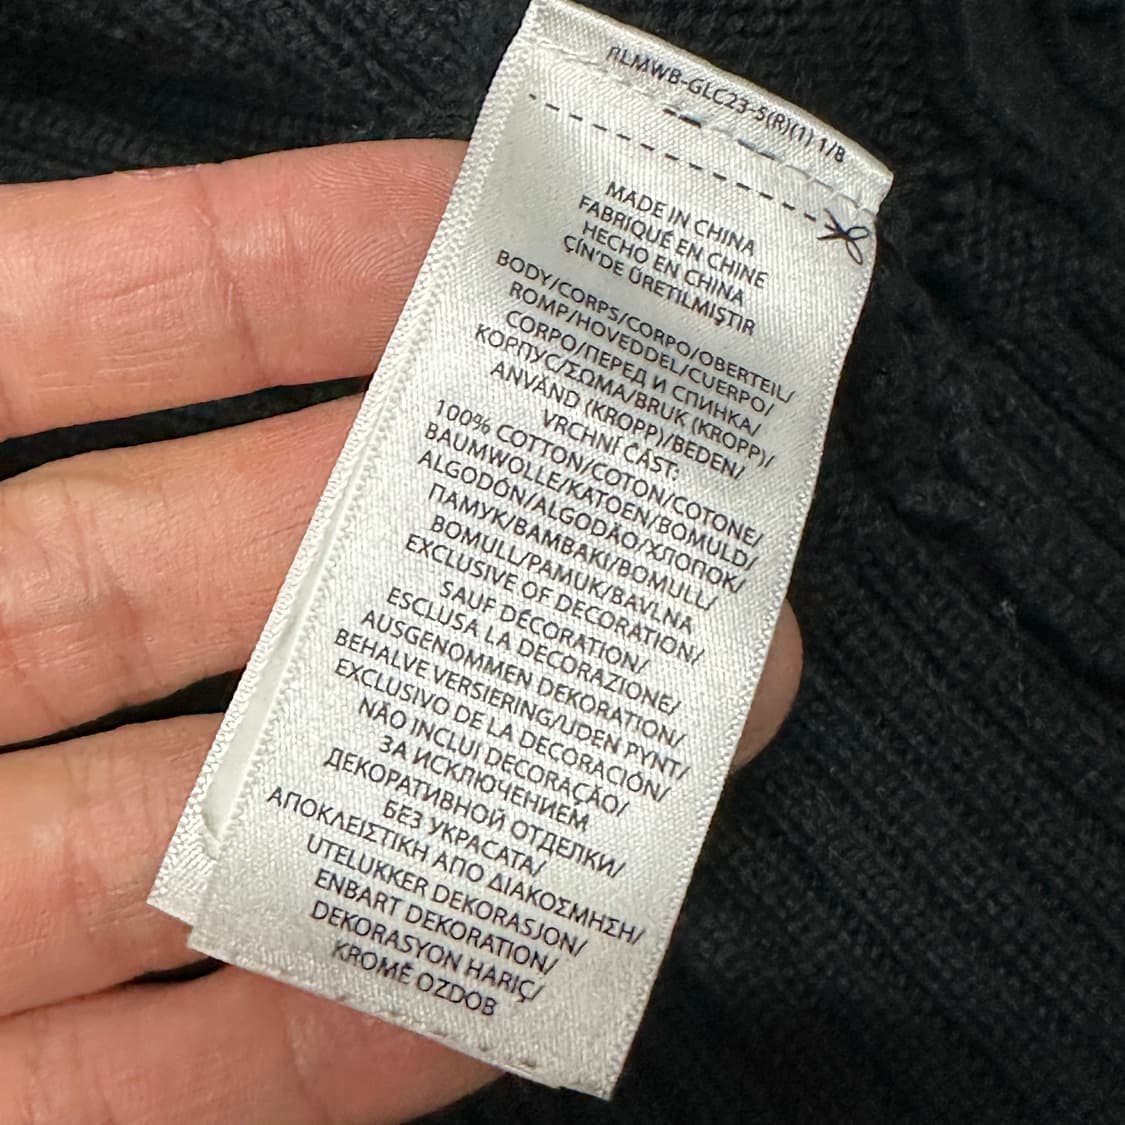 RLMWB-GLC23-S(R)(1) 1/8
MADE IN CHINA
FABRIQUÉ EN CHINE
HECHO EN CHINA
ÇİN'DE ÜRETILMIŞTIR
BODY/CORPS/CORPO/OBERTEIL/
ROMP/HOVEDDEL/CUERPO/
CORPO/ПЕРЕД И СПИНКА/
КОРПУС/ΣΩΜΑ/BRUK (KROPP)/
ANVÄND (KROPP)/BEDEN/
VRCHNÍ ČÁST:
100% COTTON/COTON/COTONE/
BAUMWOLLE/KATOEN/BOMULD/
ALGODÓN/ALGODÃO/ХЛОПОК/
ПАМУК/ΒΑΜΒΑΚΙ/BOMULL/
BOMULL/PAMUK/BAVLNA
EXCLUSIVE OF DECORATION/
SAUF DÉCORATION/
ESCLUSA LA DECORAZIONE/
AUSGENOMMEN DEKORATION/
BEHALVE VERSIERING/UDEN PYNT/
EXCLUSIVO DE LA DECORACIÓN/
NÃO INCLUI DECORAÇÃO/
ЗА ИСКЛЮЧЕНИЕМ
ДЕКОРАТИВНОЙ ОТДЕЛКИ/
БЕЗ УКРАСАТА/
ΑΠΟΚΛΕΙΣΤΙΚΗ ΑΠΟ ΔΙΑΚΟΣΜΗΣΗ/
UTELUKKER DEKORASJON/
ENBART DEKORATION/
DEKORASYON HARIÇ/
KROMĚ OZDOB